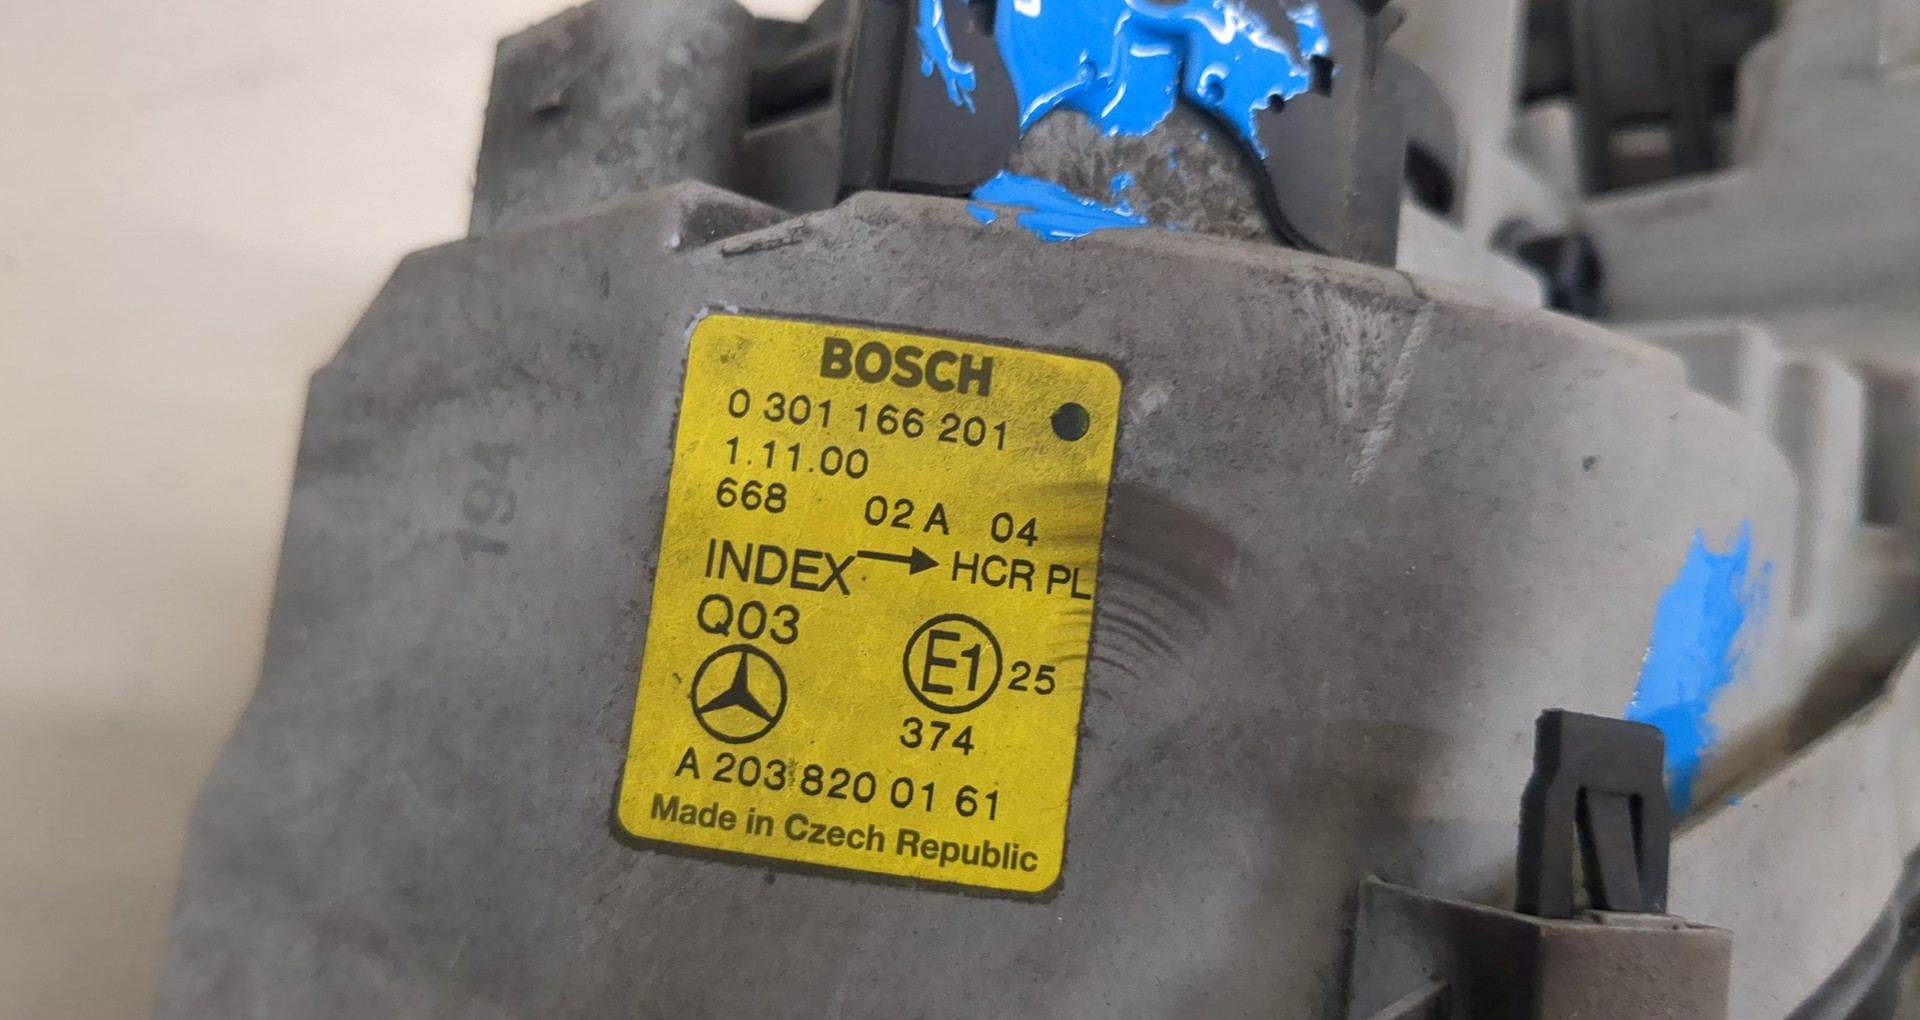 BOSCH
0 301 166 201
1.11.00
668 02 A 04
INDEX → HCR PL
Q03
E1 25
374
A 203 820 01 61
Made in Czech Republic
194